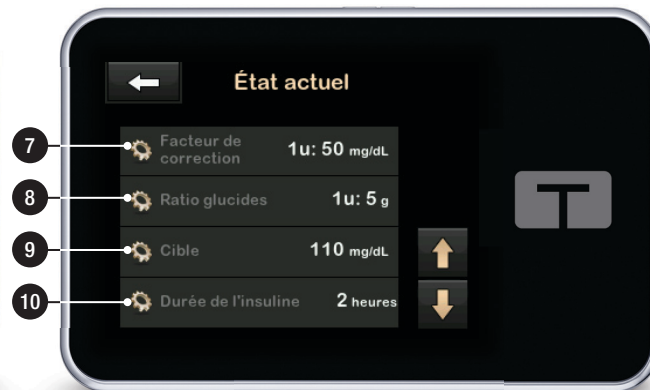 État actuel
7 Facteur de correction 1u: 50 mg/dL
8 Ratio glucides 1u: 5 g
9 Cible 110 mg/dL
10 Durée de l'insuline 2 heures